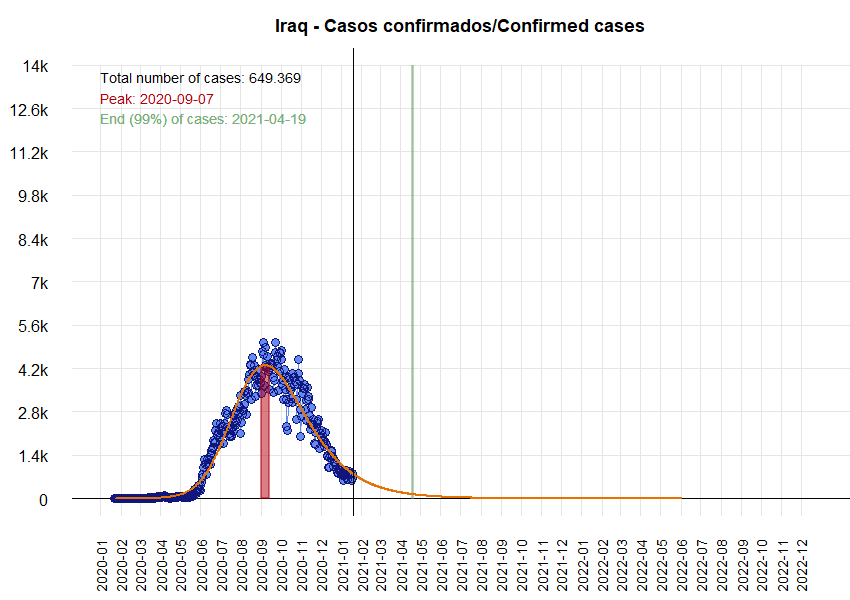 Iraq - Casos confirmados/Confirmed cases
14k
Total number of cases: 649.369
Peak: 2020-09-07
12.6k
End (99%) of cases: 2021-04-19
11.2k
9.8k
8.4k
7k
5.6k
4.2k
2.8k
1.4k
0
2020-01
2020-02
2020-03
2020-04
2020-05
2020-06
2020-07
2020-08
2020-09
2020-10
2020-11
2020-12
2021-01
2021-02
2021-03
2021-04
2021-05
2021-06
2021-07
2021-08
2021-09
2021-10
2021-11
2021-12
2022-01
2022-02
2022-03
2022-04
2022-05
2022-06
2022-07
2022-08
2022-09
2022-10
2022-11
2022-12